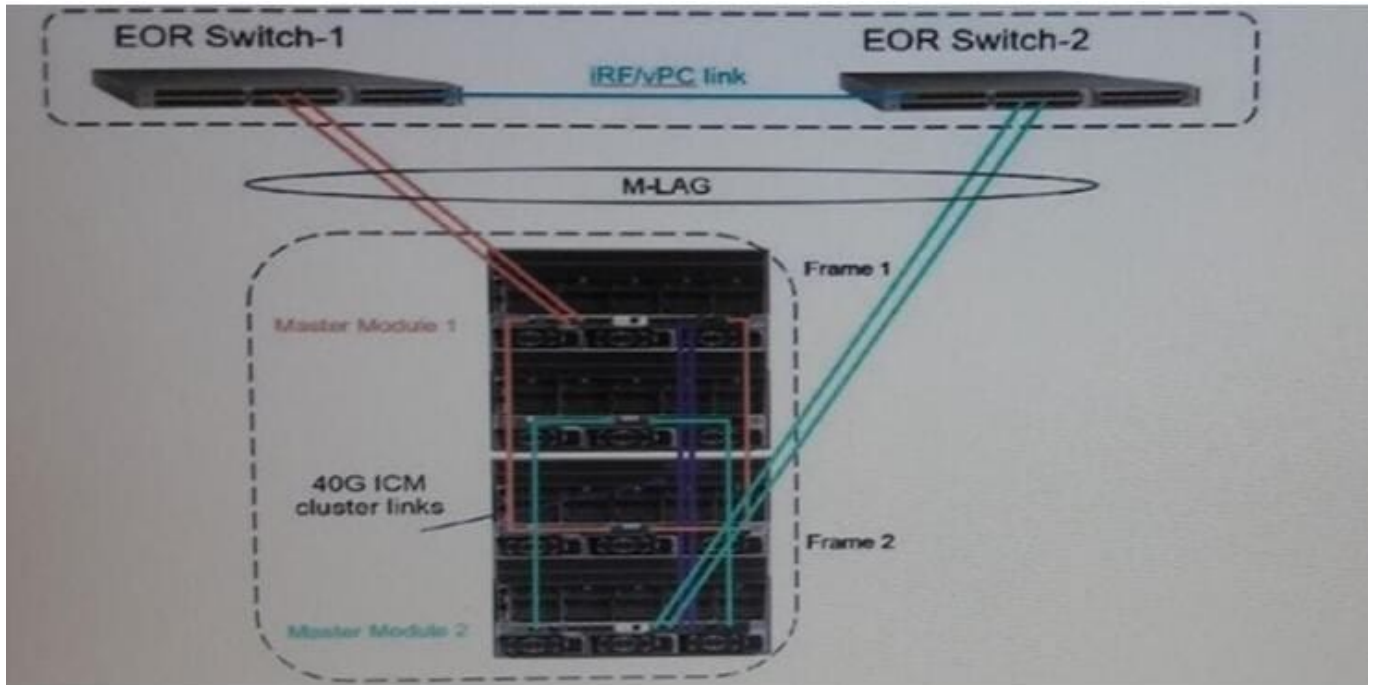 EOR Switch-1
EOR Switch-2
iRF/vPC link
M-LAG
Frame 1
Master Module 1
40G ICM
cluster links
Frame 2
Master Module 2